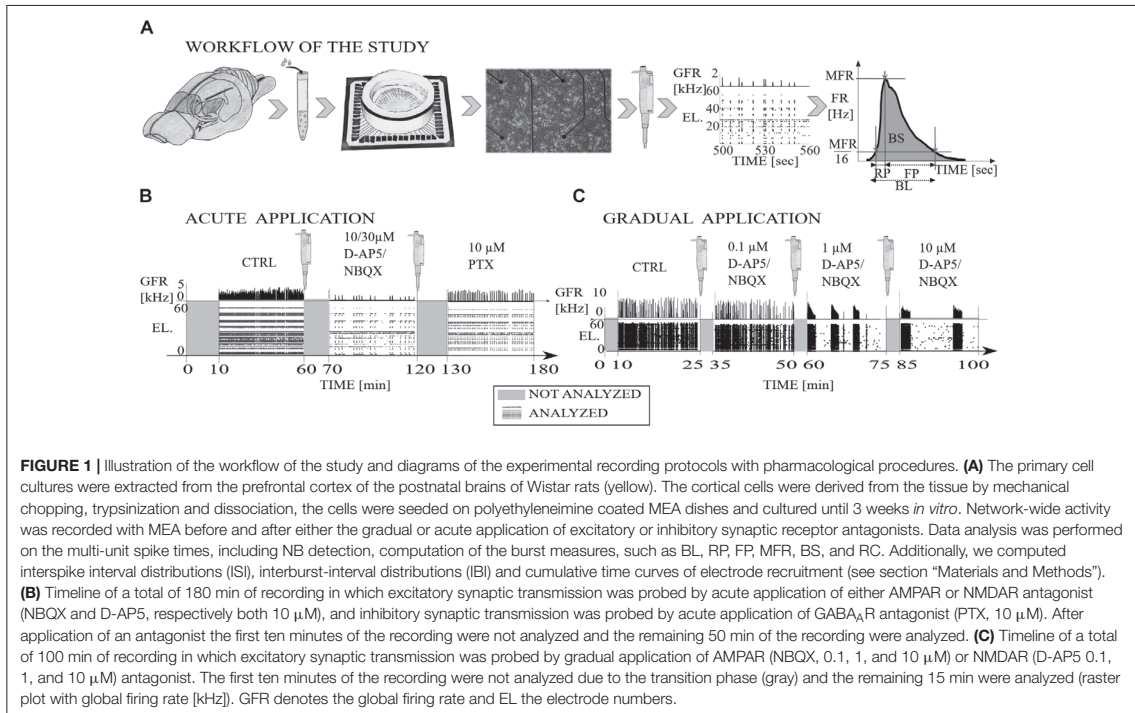 A
WORKFLOW OF THE STUDY
GFR
[kHz]
2
0
60
40
20
EL.
500 530 560
TIME [sec]
MFR
FR
[Hz]
MFR
16
BS
RP FP
TIME [sec]
BL
B
ACUTE APPLICATION
CTRL
10/30µM
D-AP5/
NBQX
10 µM
PTX
GFR
[kHz]
5
0
60
EL.
0
0 10 60 70 120 130 180
TIME [min]
C
GRADUAL APPLICATION
CTRL
0.1 µM
D-AP5/
NBQX
1 µM
D-AP5/
NBQX
10 µM
D-AP5/
NBQX
GFR
[kHz]
10
0
60
EL.
0
0 10 25 35 50 60 75 85 100
TIME [min]
NOT ANALYZED
ANALYZED
FIGURE 1 | Illustration of the workflow of the study and diagrams of the experimental recording protocols with pharmacological procedures. (A) The primary cell
cultures were extracted from the prefrontal cortex of the postnatal brains of Wistar rats (yellow). The cortical cells were derived from the tissue by mechanical
chopping, trypsinization and dissociation, the cells were seeded on polyethyleneimine coated MEA dishes and cultured until 3 weeks in vitro. Network-wide activity
was recorded with MEA before and after either the gradual or acute application of excitatory or inhibitory synaptic receptor antagonists. Data analysis was performed
on the multi-unit spike times, including NB detection, computation of the burst measures, such as BL, RP, FP, MFR, BS, and RC. Additionally, we computed
interspike interval distributions (ISI), interburst-interval distributions (IBI) and cumulative time curves of electrode recruitment (see section “Materials and Methods”).
(B) Timeline of a total of 180 min of recording in which excitatory synaptic transmission was probed by acute application of either AMPAR or NMDAR antagonist
(NBQX and D-AP5, respectively both 10 µM), and inhibitory synaptic transmission was probed by acute application of GABAAR antagonist (PTX, 10 µM). After
application of an antagonist the first ten minutes of the recording were not analyzed and the remaining 50 min of the recording were analyzed. (C) Timeline of a total
of 100 min of recording in which excitatory synaptic transmission was probed by gradual application of AMPAR (NBQX, 0.1, 1, and 10 µM) or NMDAR (D-AP5 0.1,
1, and 10 µM) antagonist. The first ten minutes of the recording were not analyzed due to the transition phase (gray) and the remaining 15 min were analyzed (raster
plot with global firing rate [kHz]). GFR denotes the global firing rate and EL the electrode numbers.